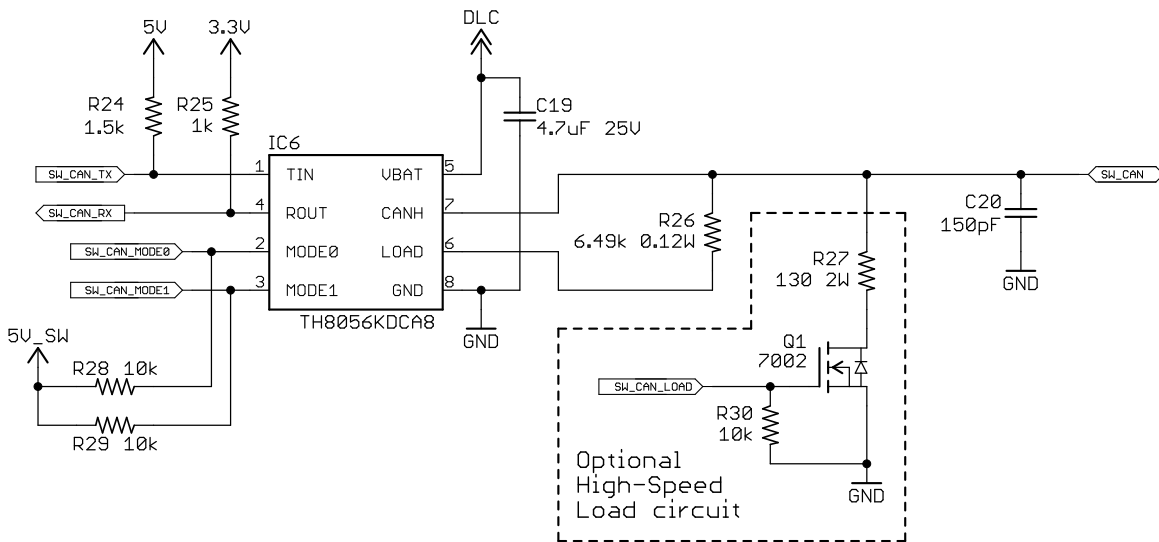 DLC
5V
3.3V
R24
1.5k
R25
1k
C19
4.7uF 25V
IC6
SW_CAN_TX
1
TIN
VBAT
5
SW_CAN
SW_CAN_RX
4
ROUT
CANH
7
R26
6.49k 0.12W
C20
150pF
SW_CAN_MODE0
2
MODE0
LOAD
6
R27
130 2W
SW_CAN_MODE1
3
MODE1
GND
8
GND
TH8056KDCA8
GND
5V_SW
R28 10k
R29 10k
Q1
7002
SW_CAN_LOAD
R30
10k
Optional
High-Speed
Load circuit
GND